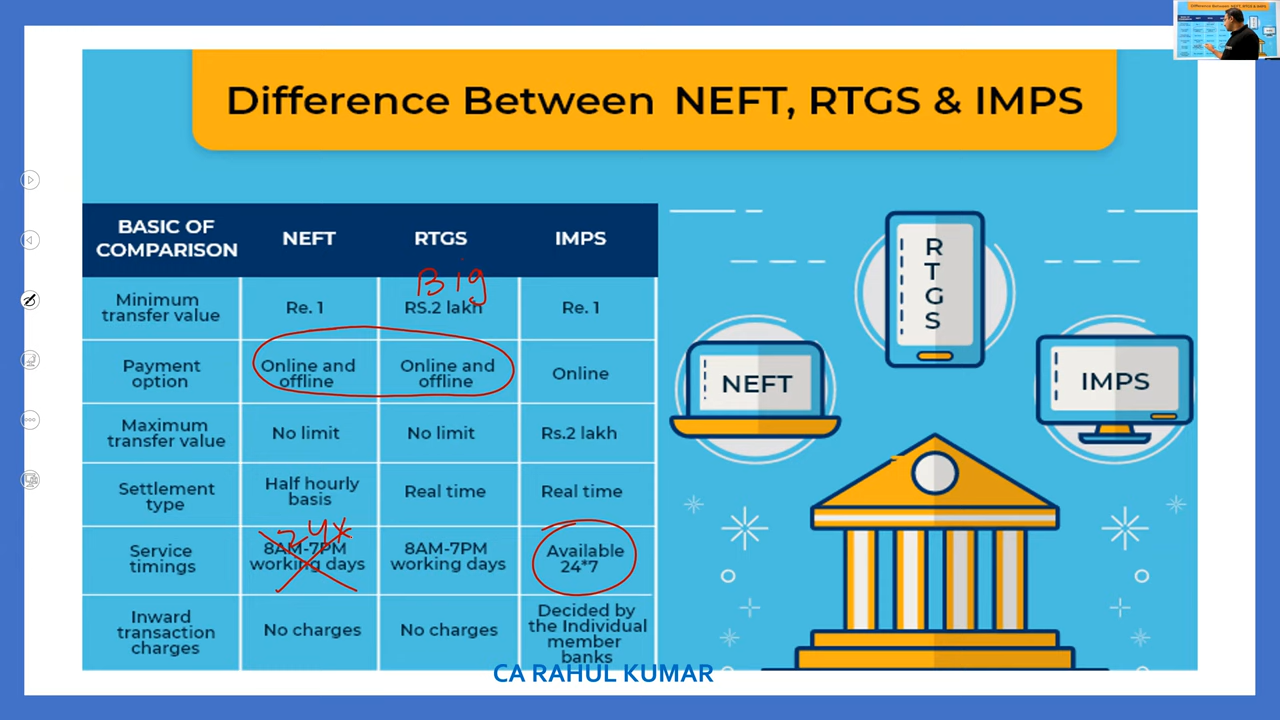 Difference Between NEFT, RTGS & IMPS
BASIC OF
COMPARISON
NEFT
RTGS
IMPS
Big
Minimum
transfer value
Re. 1
RS.2 lakh
Re. 1
Payment
option
Online and
offline
Online and
offline
Online
Maximum
transfer value
No limit
No limit
Rs.2 lakh
Settlement
type
Half hourly
basis
Real time
Real time
Service
timings
24x
8AM-7PM
working days
8AM-7PM
working days
Available
24*7
Inward
transaction
charges
No charges
No charges
Decided by
the Individual
member
banks
R
T
G
S
NEFT
IMPS
CA RAHUL KUMAR